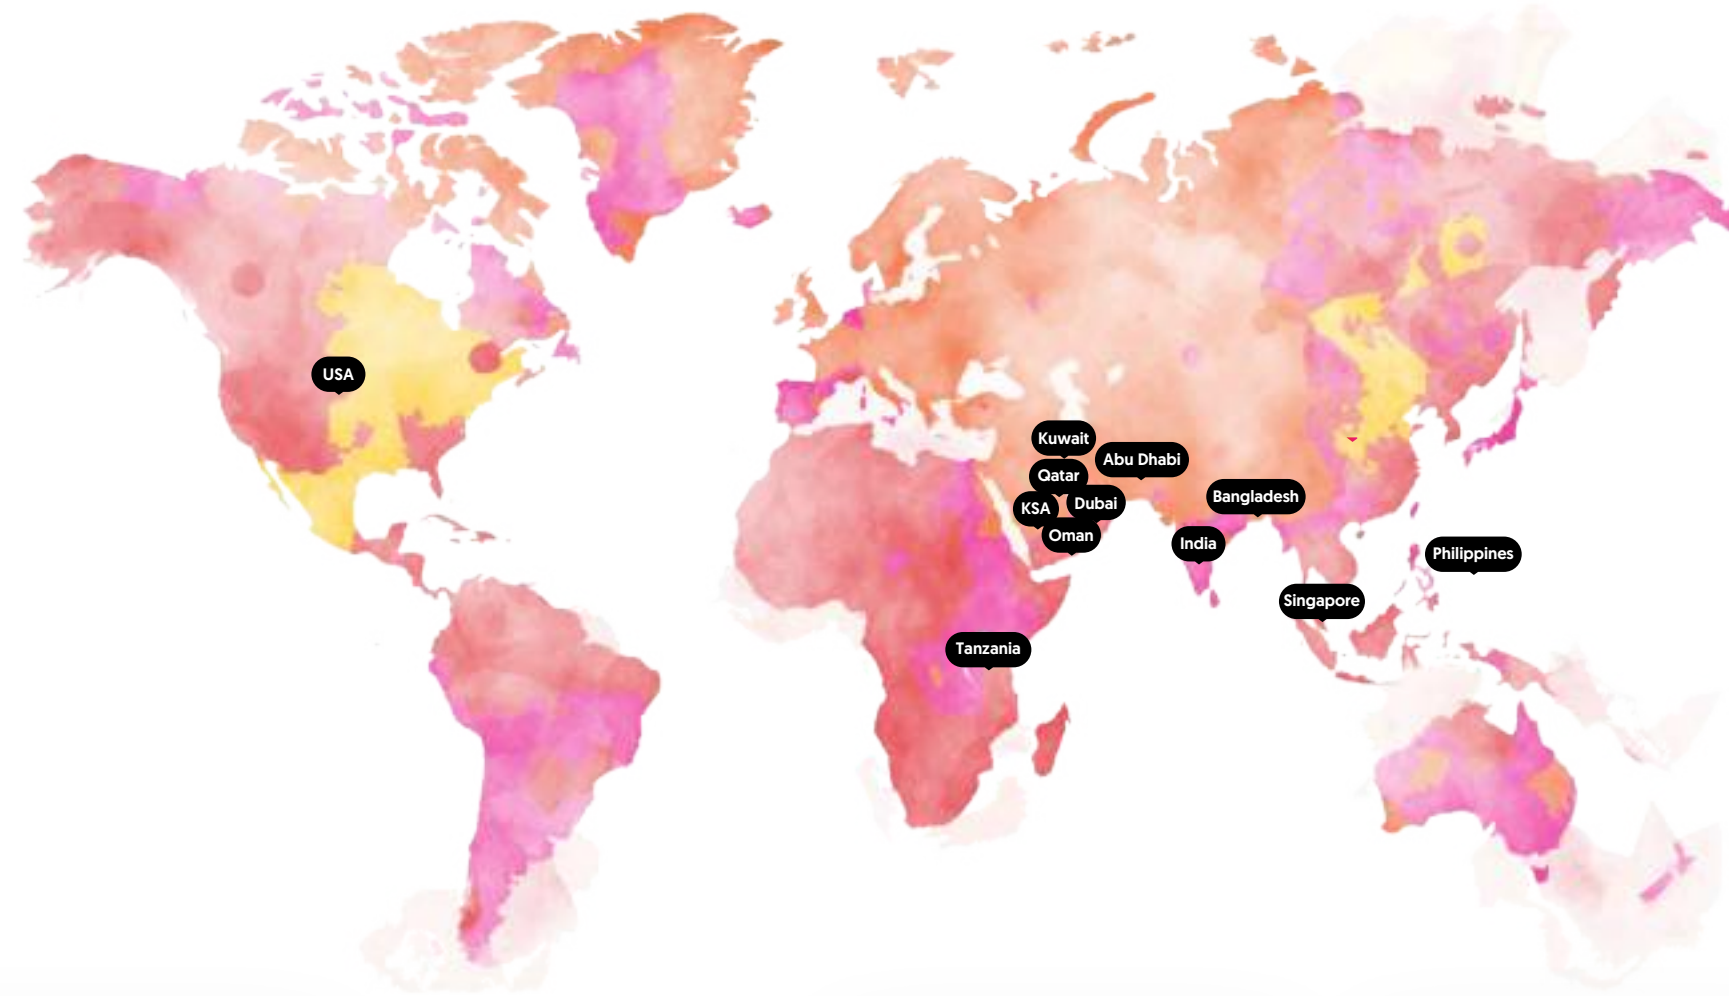 USA
Kuwait
Abu Dhabi
Qatar
Bangladesh
Dubai
KSA
Oman
India
Philippines
Singapore
Tanzania